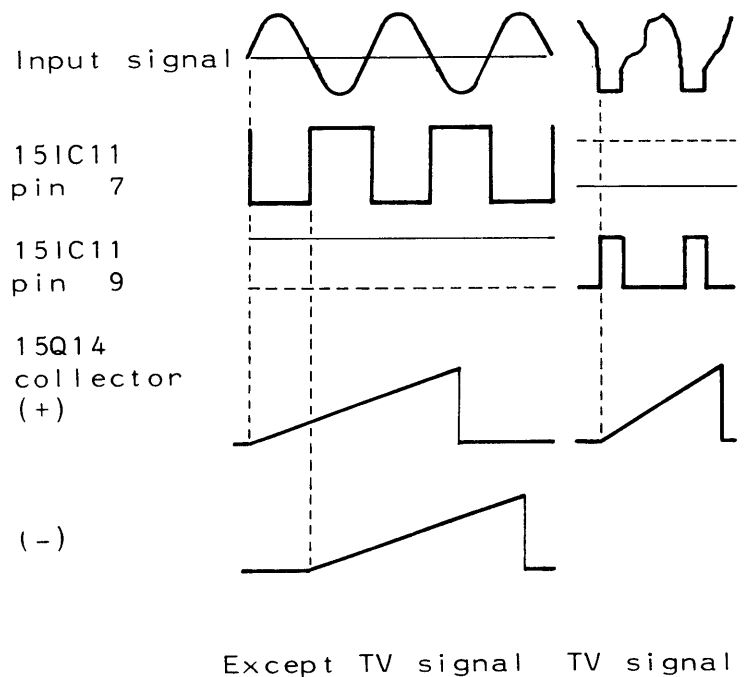 Input signal
15IC11
pin 7
15IC11
pin 9
15Q14
collector
(+)
(-)
Except TV signal TV signal